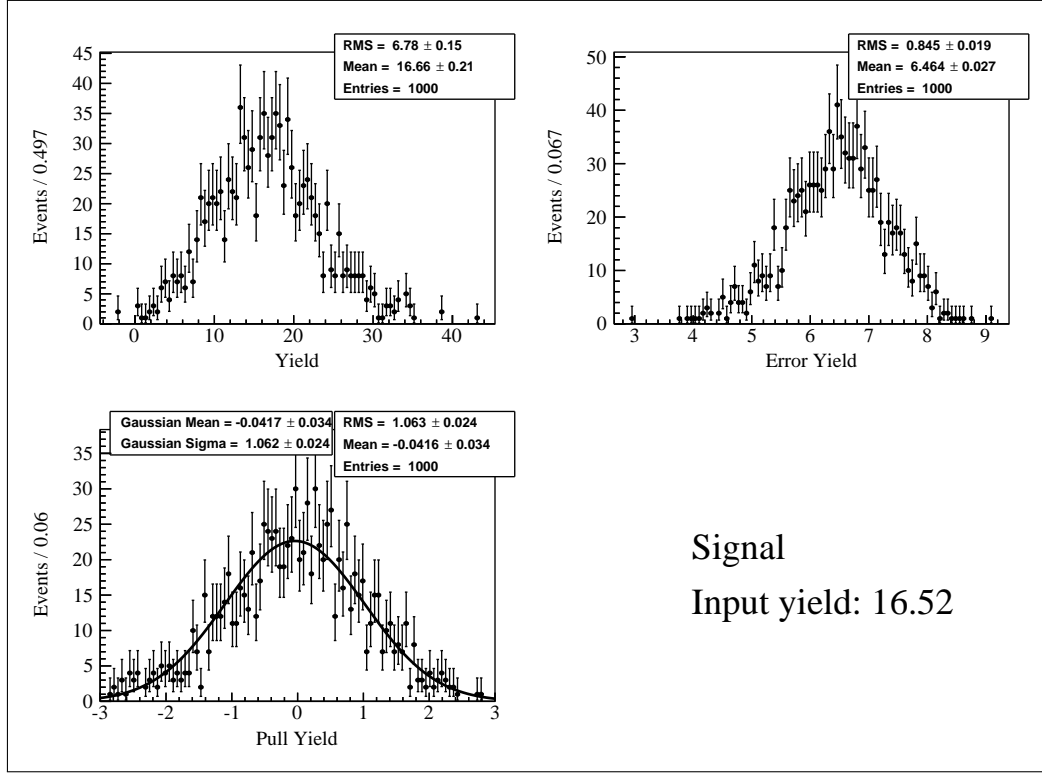 RMS = 6.78 ± 0.15
Mean = 16.66 ± 0.21
Entries = 1000
45
40
35
30
25
20
15
10
5
0
Events / 0.497
0 10 20 30 40
Yield
RMS = 0.845 ± 0.019
Mean = 6.464 ± 0.027
Entries = 1000
50
40
30
20
10
0
Events / 0.067
3 4 5 6 7 8 9
Error Yield
Gaussian Mean = -0.0417 ± 0.034
Gaussian Sigma = 1.062 ± 0.024
RMS = 1.063 ± 0.024
Mean = -0.0416 ± 0.034
Entries = 1000
35
30
25
20
15
10
5
0
Events / 0.06
-3 -2 -1 0 1 2 3
Pull Yield
Signal
Input yield: 16.52